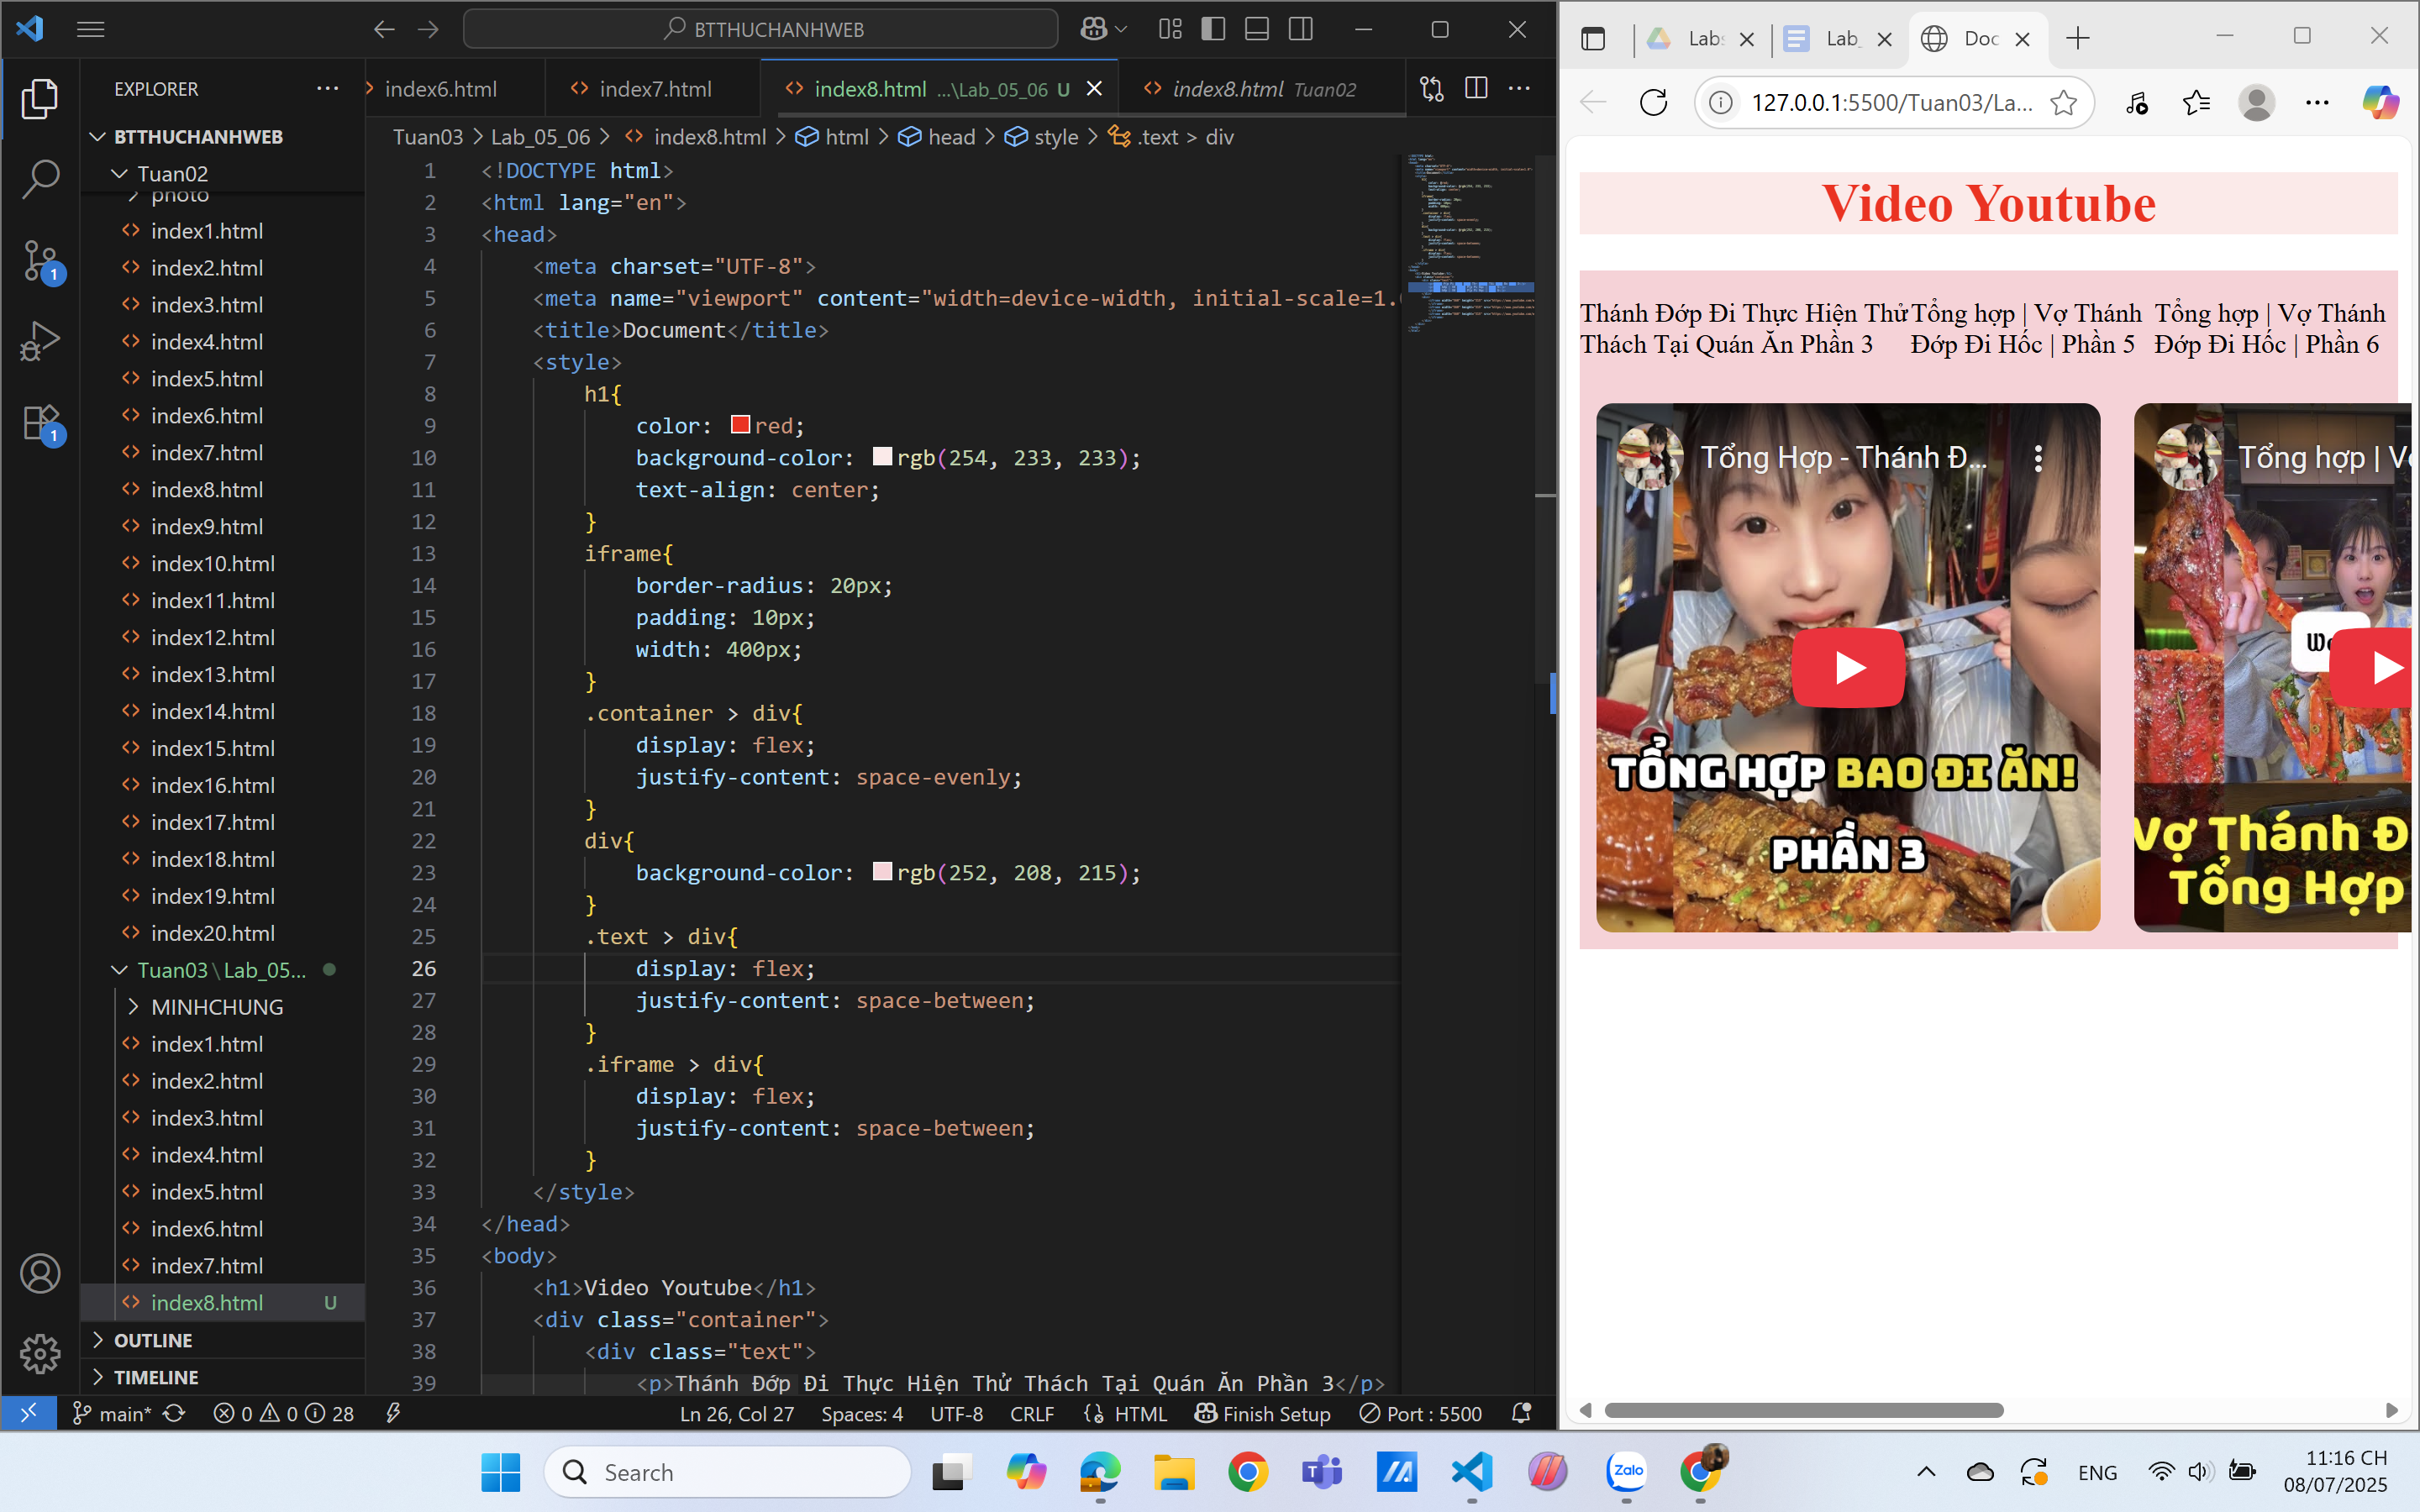 BTTHUCHANHWEB
EXPLORER
BTTHUCHANHWEB
Tuan02
photo
index1.html
index2.html
index3.html
index4.html
index5.html
index6.html
index7.html
index8.html
index9.html
index10.html
index11.html
index12.html
index13.html
index14.html
index15.html
index16.html
index17.html
index18.html
index19.html
index20.html
Tuan03\Lab_05...
MINHCHUNG
index1.html
index2.html
index3.html
index4.html
index5.html
index6.html
index7.html
index8.html U
OUTLINE
TIMELINE
1
1
index6.html index7.html index8.html ...\Lab_05_06 U index8.html Tuan02
Tuan03 > Lab_05_06 > index8.html > html > head > style > .text > div
1 <!DOCTYPE html>
2 <html lang="en">
3 <head>
4 <meta charset="UTF-8">
5 <meta name="viewport" content="width=device-width, initial-scale=1.
6 <title>Document</title>
7 <style>
8 h1{
9 color: red;
10 background-color: rgb(254, 233, 233);
11 text-align: center;
12 }
13 iframe{
14 border-radius: 20px;
15 padding: 10px;
16 width: 400px;
17 }
18 .container > div{
19 display: flex;
20 justify-content: space-evenly;
21 }
22 div{
23 background-color: rgb(252, 208, 215);
24 }
25 .text > div{
26 display: flex;
27 justify-content: space-between;
28 }
29 .iframe > div{
30 display: flex;
31 justify-content: space-between;
32 }
33 </style>
34 </head>
35 <body>
36 <h1>Video Youtube</h1>
37 <div class="container">
38 <div class="text">
39 <p>Thánh Đớp Đi Thực Hiện Thử Thách Tại Quán Ăn Phần 3</p>
main* 0 0 28 Ln 26, Col 27 Spaces: 4 UTF-8 CRLF HTML Finish Setup Port : 5500
Labs Lab_ Doc
127.0.0.1:5500/Tuan03/La...
Video Youtube
Thánh Đớp Đi Thực Hiện Thử
Thách Tại Quán Ăn Phần 3
Tổng hợp | Vợ Thánh
Đớp Đi Hốc | Phần 5
Tổng hợp | Vợ Thánh
Đớp Đi Hốc | Phần 6
Tổng Hợp - Thánh Đ...
TỔNG HỢP BAO ĐI ĂN!
PHẦN 3
Tổng hợp | V
Vợ Thánh Đ
Tổng Hợp
Search
Zalo
ENG
11:16 CH
08/07/2025